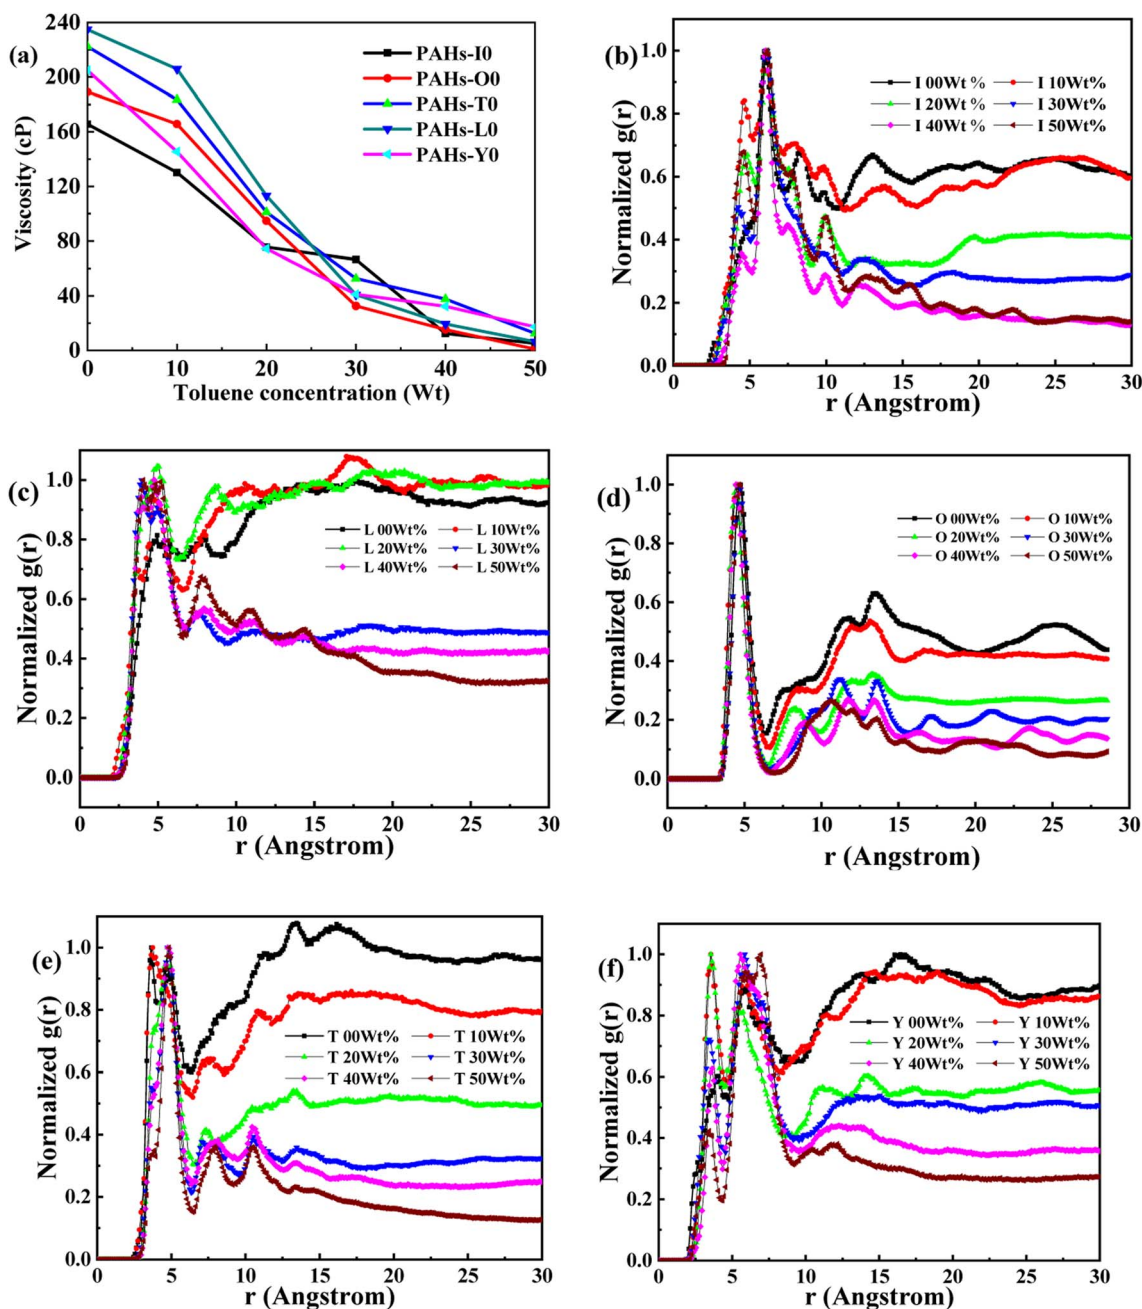 (a)
240
200
160
120
80
40
0
Viscosity (cP)
PAHs-I0
PAHs-O0
PAHs-T0
PAHs-L0
PAHs-Y0
0 10 20 30 40 50
Toluene concentration (Wt)
(b)
1.0
0.8
0.6
0.4
0.2
0.0
Normalized g(r)
I 00Wt % I 10Wt%
I 20Wt% I 30Wt%
I 40Wt % I 50Wt%
0 5 10 15 20 25 30
r (Angstrom)
(c)
1.0
0.8
0.6
0.4
0.2
0.0
Normalized g(r)
L 00Wt% L 10Wt%
L 20Wt% L 30Wt%
L 40Wt% L 50Wt%
0 5 10 15 20 25 30
r (Angstrom)
(d)
1.0
0.8
0.6
0.4
0.2
0.0
Normalized g(r)
O 00Wt% O 10Wt%
O 20Wt% O 30Wt%
O 40Wt% O 50Wt%
0 5 10 15 20 25 30
r (Angstrom)
(e)
1.0
0.8
0.6
0.4
0.2
0.0
Normalized g(r)
T 00Wt% T 10Wt%
T 20Wt% T 30Wt%
T 40Wt% T 50Wt%
0 5 10 15 20 25 30
r (Angstrom)
(f)
1.0
0.8
0.6
0.4
0.2
0.0
Normalized g(r)
Y 00Wt% Y 10Wt%
Y 20Wt% Y 30Wt%
Y 40Wt% Y 50Wt%
0 5 10 15 20 25 30
r (Angstrom)